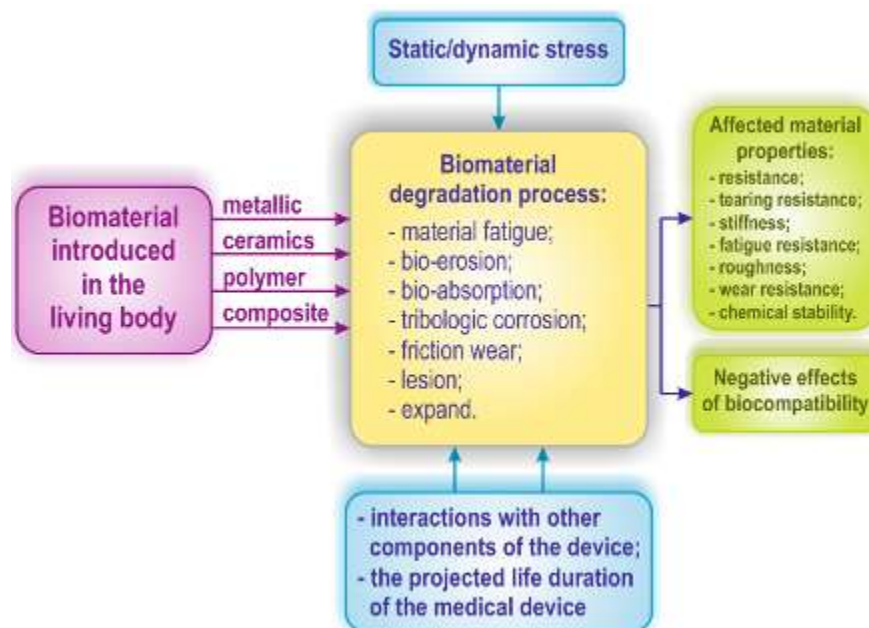 Static/dynamic stress
Biomaterial
introduced
in the
living body
metallic
ceramics
polymer
composite
Biomaterial
degradation process:
- material fatigue;
- bio-erosion;
- bio-absorption;
- tribologic corrosion;
- friction wear;
- lesion;
- expand.
Affected material
properties:
- resistance;
- tearing resistance;
- stiffness;
- fatigue resistance;
- roughness;
- wear resistance;
- chemical stability.
Negative effects
of biocompatibility
- interactions with other
components of the device;
- the projected life duration
of the medical device